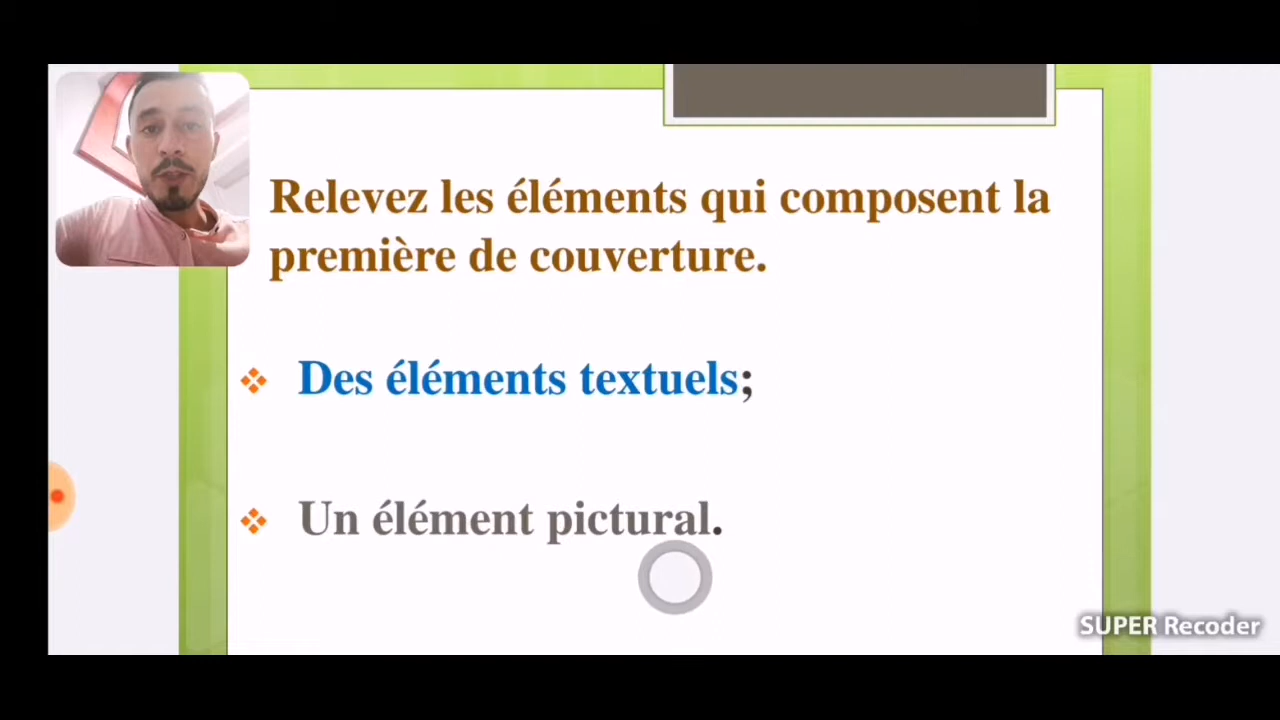 Relevez les éléments qui composent la
première de couverture.
❖ Des éléments textuels;
❖ Un élément pictural.
SUPER Recoder